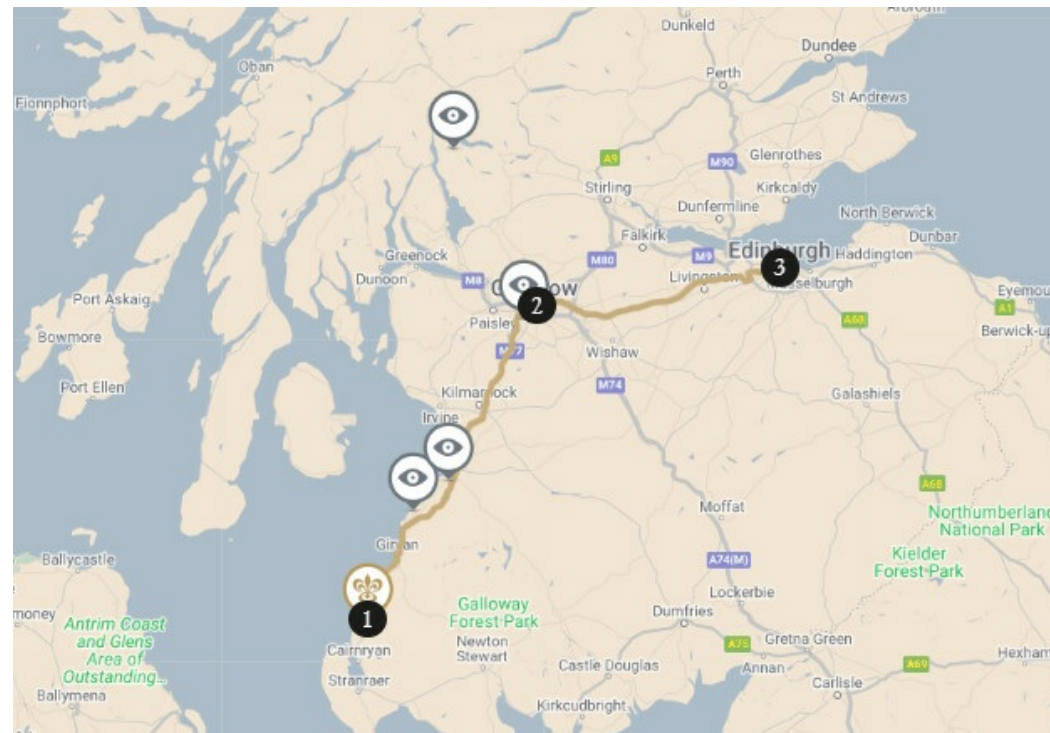 Dunkeld
Dundee
Oban
Perth
Fionnphort
St Andrews
A9
M90
Glenrothes
Stirling
Kirkcaldy
Dunfermline
North Berwick
Falkirk
Edinburgh
Dunbar
Greenock
M80
M9
Haddington
Dunoon
M8
Livingston
3
Port Askaig
2
A1
Paisley
A68
Bowmore
Wishaw
Port Ellen
M74
Kilmarnock
Galashiels
Irvine
A68
Moffat
Northumberland
National Park
Girvan
Ballycastle
A74(M)
Kielder
Forest Park
Lockerbie
Galloway
Forest Park
1
Dumfries
Antrim Coast
and Glens
Area of
Outstanding...
Newton
Stewart
A75
Gretna Green
Cairnryan
Castle Douglas
Annan
A69
Hexham
Stranraer
Carlisle
Ballymena
Kirkcudbright